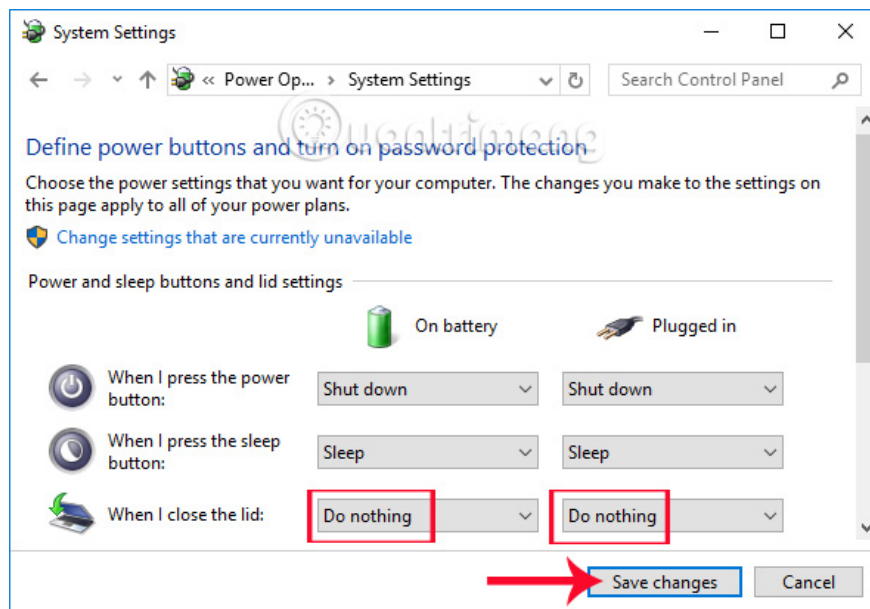 System Settings
« Power Op... › System Settings
Search Control Panel
Quantrimang
Define power buttons and turn on password protection
Choose the power settings that you want for your computer. The changes you make to the settings on
this page apply to all of your power plans.
Change settings that are currently unavailable
Power and sleep buttons and lid settings
On battery
Plugged in
When I press the power
button:
Shut down
Shut down
When I press the sleep
button:
Sleep
Sleep
When I close the lid:
Do nothing
Do nothing
Save changes
Cancel